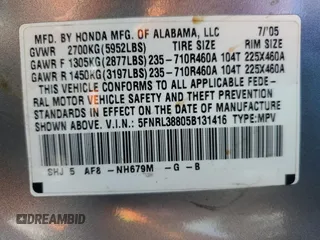 MFD. BY HONDA MFG. OF ALABAMA, LLC 7/'05
GVWR 2700KG(5952LBS) TIRE SIZE RIM SIZE
GAWR F 1305KG(2877LBS)235-710R460A 104T 225X460A
GAWR R 1450KG(3197LBS)235-710R460A 104T 225X460A
THIS VEHICLE CONFORMS TO ALL APPLICABLE FEDE-
RAL MOTOR VEHICLE SAFETY AND THEFT PREVENTION
STANDARDS IN EFFECT ON THE DATE OF MANUFACTURE
SHOWN ABOVE.
V.I.N:5FNRL38805B131416 TYPE:MPV
SHJ 5 AF8 -NH679M -G -B
DREAMBID